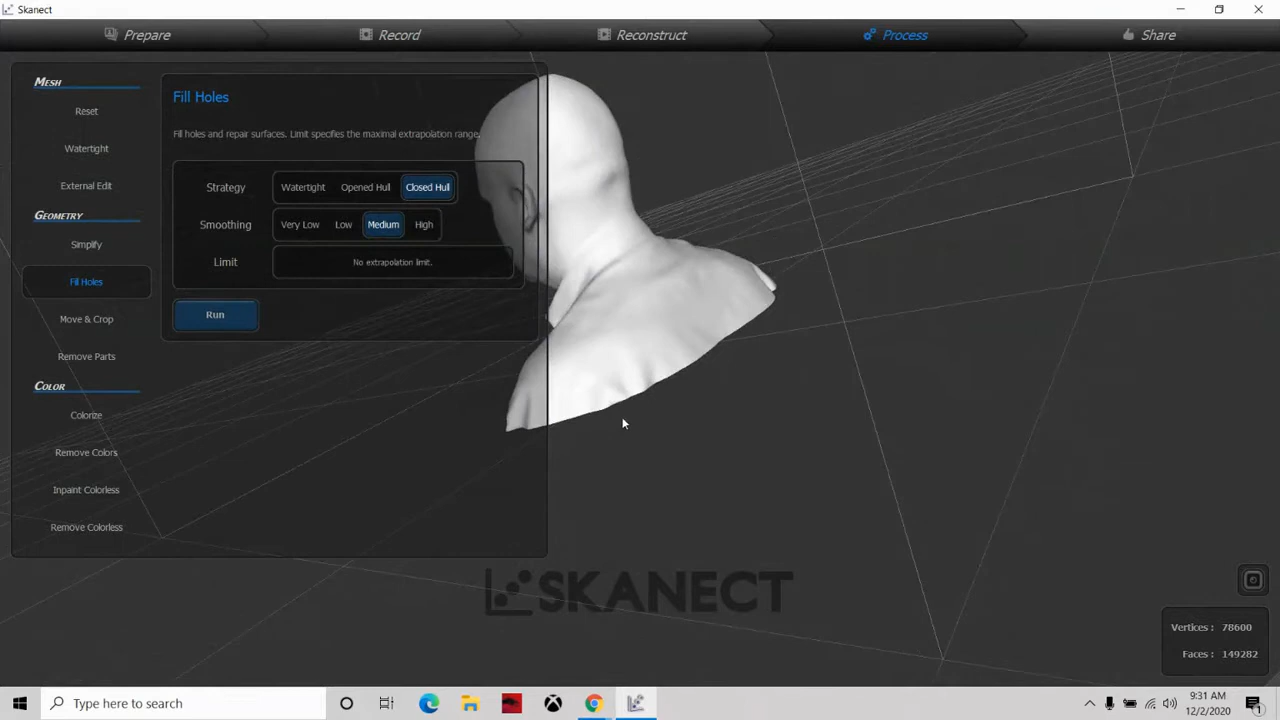 Skanect
Prepare
Record
Reconstruct
Process
Share
MESH
Reset
Watertight
External Edit
GEOMETRY
Simplify
Fill Holes
Move & Crop
Remove Parts
COLOR
Colorize
Remove Colors
Inpaint Colorless
Remove Colorless
Fill Holes
Fill holes and repair surfaces. Limit specifies the maximal extrapolation range.
Strategy Watertight Opened Hull Closed Hull
Smoothing Very Low Low Medium High
Limit No extrapolation limit.
Run
SKANECT
Vertices : 78600
Faces : 149282
Type here to search
9:31 AM
12/2/2020
1